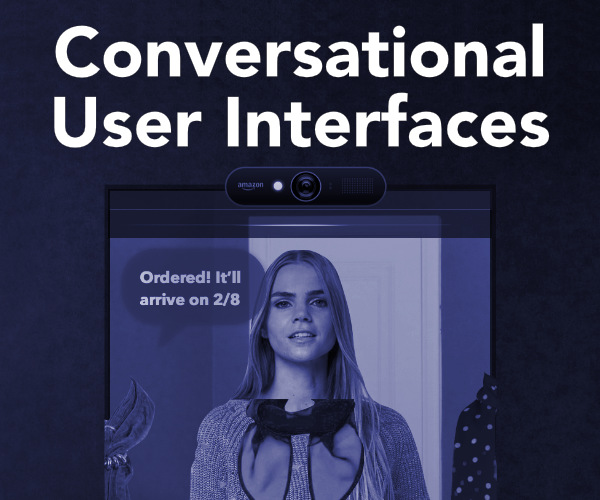 Conversational
User Interfaces
amazon
Ordered! It'll
arrive on 2/8